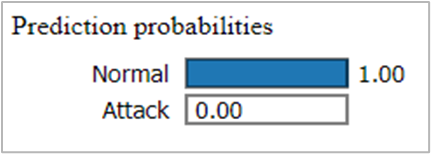 Prediction probabilities
Normal 1.00
Attack 0.00